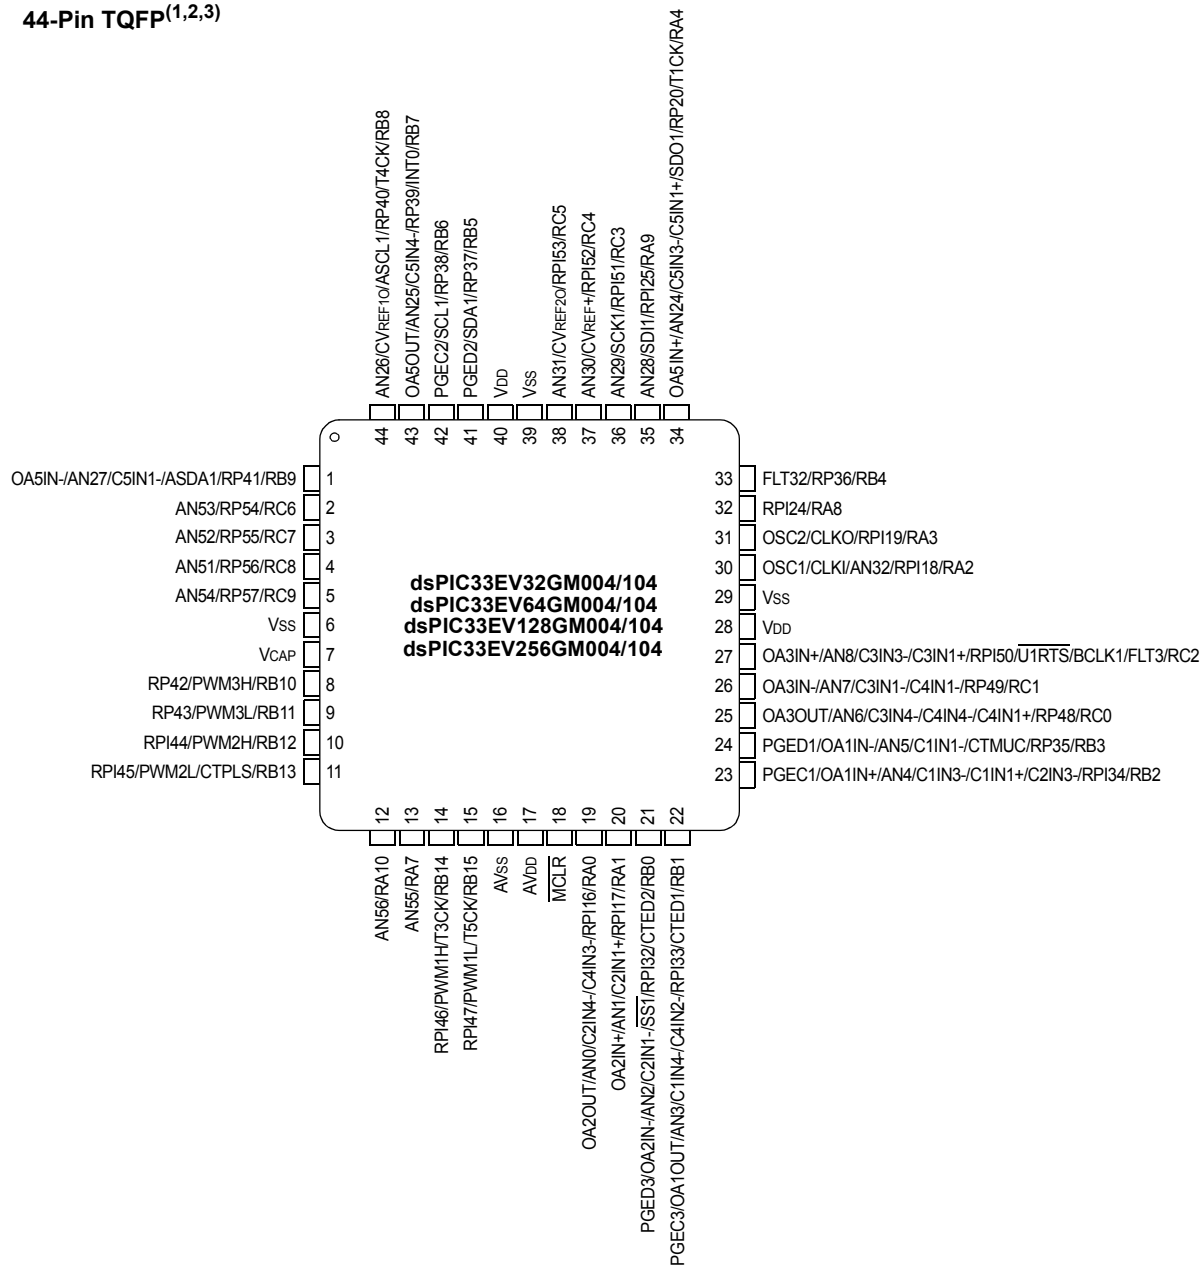 44-Pin TQFP(1,2,3)
AN26/CVREF1O/ASCL1/RP40/T4CK/RB8
OA5OUT/AN25/C5IN4-/RP39/INT0/RB7
PGEC2/SCL1/RP38/RB6
PGED2/SDA1/RP37/RB5
VDD
VSS
AN31/CVREF2O/RPI53/RC5
AN30/CVREF+/RPI52/RC4
AN29/SCK1/RPI51/RC3
AN28/SDI1/RPI25/RA9
OA5IN+/AN24/C5IN3-/C5IN1+/SDO1/RP20/T1CK/RA4
44
43
42
41
40
39
38
37
36
35
34
OA5IN-/AN27/C5IN1-/ASDA1/RP41/RB9 1
AN53/RP54/RC6 2
AN52/RP55/RC7 3
AN51/RP56/RC8 4
AN54/RP57/RC9 5
VSS 6
VCAP 7
RP42/PWM3H/RB10 8
RP43/PWM3L/RB11 9
RPI44/PWM2H/RB12 10
RPI45/PWM2L/CTPLS/RB13 11
dsPIC33EV32GM004/104
dsPIC33EV64GM004/104
dsPIC33EV128GM004/104
dsPIC33EV256GM004/104
33 FLT32/RP36/RB4
32 RPI24/RA8
31 OSC2/CLKO/RPI19/RA3
30 OSC1/CLKI/AN32/RPI18/RA2
29 VSS
28 VDD
27 OA3IN+/AN8/C3IN3-/C3IN1+/RPI50/U1RTS/BCLK1/FLT3/RC2
26 OA3IN-/AN7/C3IN1-/C4IN1-/RP49/RC1
25 OA3OUT/AN6/C3IN4-/C4IN4-/C4IN1+/RP48/RC0
24 PGED1/OA1IN-/AN5/C1IN1-/CTMUC/RP35/RB3
23 PGEC1/OA1IN+/AN4/C1IN3-/C1IN1+/C2IN3-/RPI34/RB2
12
13
14
15
16
17
18
19
20
21
22
AN56/RA10
AN55/RA7
RPI46/PWM1H/T3CK/RB14
RPI47/PWM1L/T5CK/RB15
AVSS
AVDD
MCLR
OA2OUT/AN0/C2IN4-/C4IN3-/RPI16/RA0
OA2IN+/AN1/C2IN1+/RPI17/RA1
PGED3/OA2IN-/AN2/C2IN1-/SS1/RPI32/CTED2/RB0
PGEC3/OA1OUT/AN3/C1IN4-/C4IN2-/RPI33/CTED1/RB1